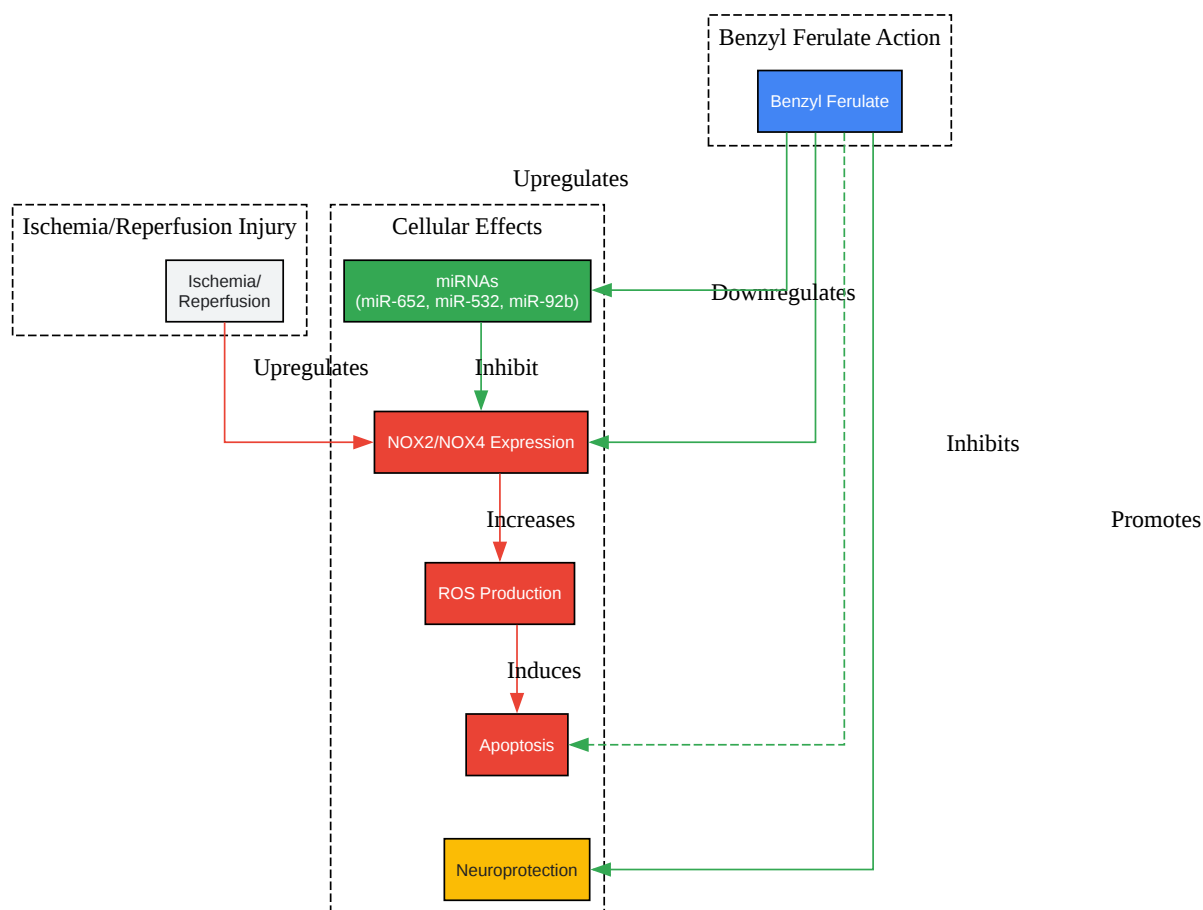 Benzyl Ferulate Action
Benzyl Ferulate
Upregulates
Ischemia/Reperfusion Injury
Cellular Effects
Ischemia/
Reperfusion
miRNAs
(miR-652, miR-532, miR-92b)
Downregulates
Upregulates
Inhibit
NOX2/NOX4 Expression
Inhibits
Increases
Promotes
ROS Production
Induces
Apoptosis
Neuroprotection